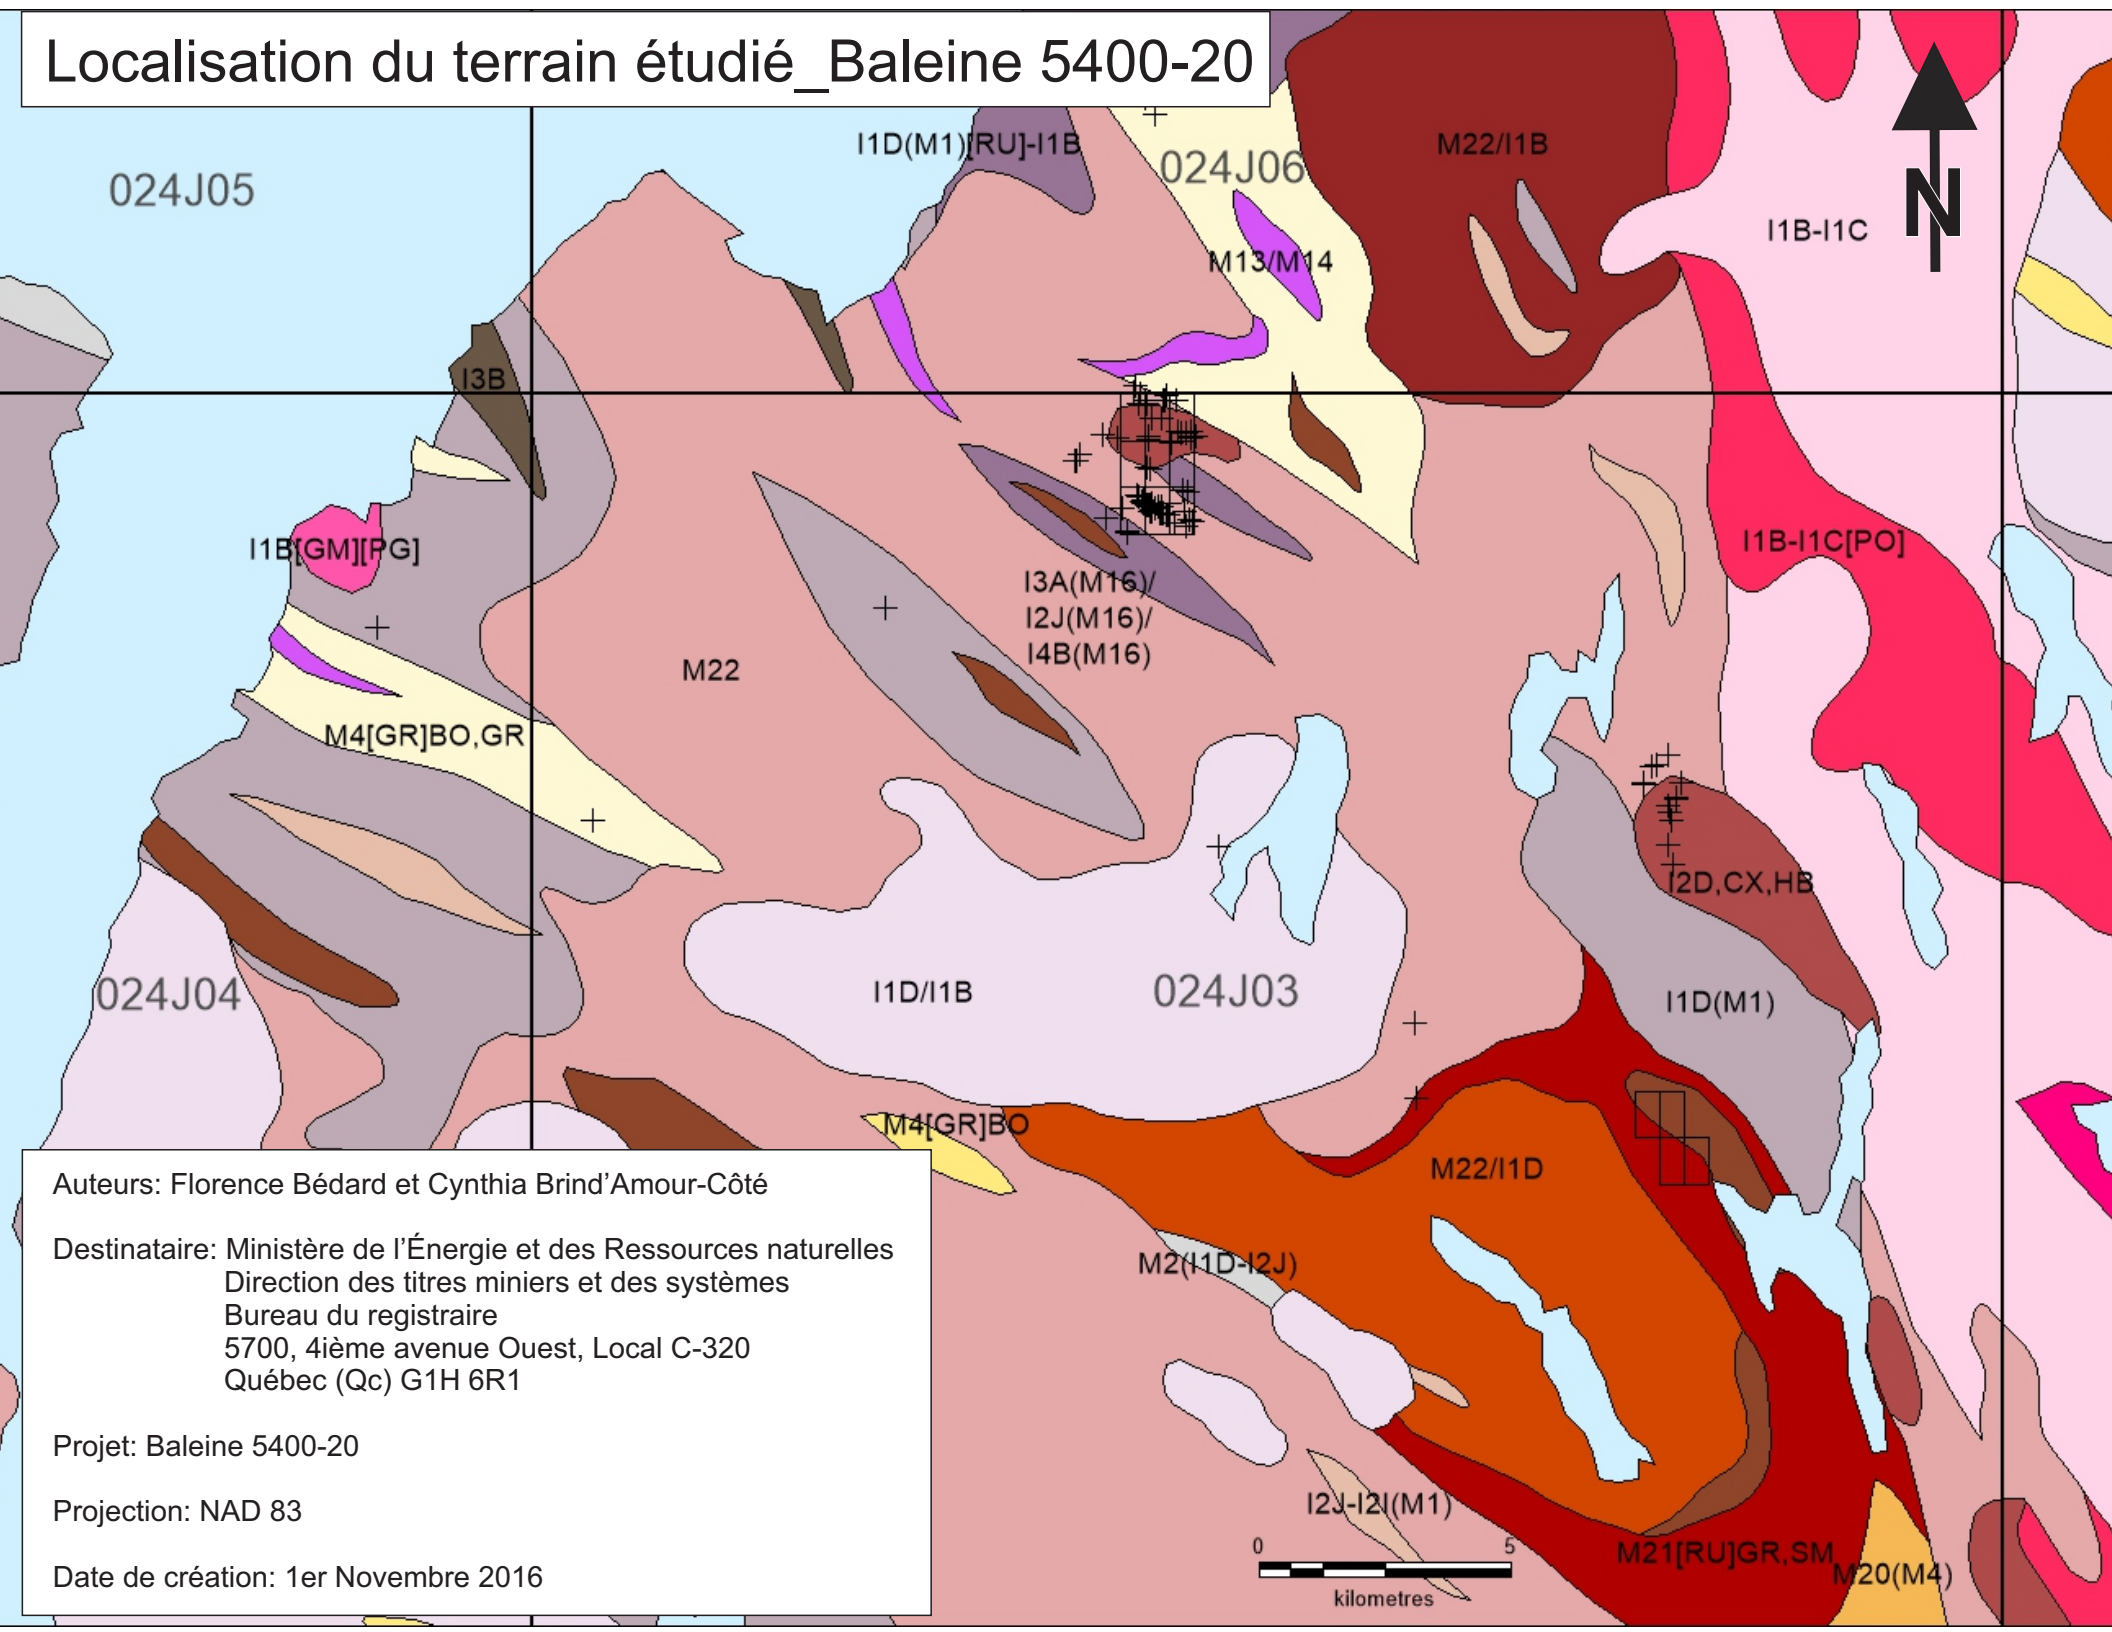 Localisation du terrain étudié_Baleine 5400-20
I1D(M1)[RU]-I1B
M22/I1B
024J06
024J05
N
I1B-I1C
M13/M14
I3B
I1B[GM][PG]
I1B-I1C[PO]
I3A(M16)/
I2J(M16)/
I4B(M16)
M22
M4[GR]BO,GR
I2D,CX,HB
024J04
I1D/I1B
024J03
I1D(M1)
M4[GR]BO
M22/I1D
M2(I1D-I2J)
Auteurs: Florence Bédard et Cynthia Brind'Amour-Côté
Destinataire: Ministère de l'Énergie et des Ressources naturelles
Direction des titres miniers et des systèmes
Bureau du registraire
5700, 4ième avenue Ouest, Local C-320
Québec (Qc) G1H 6R1
Projet: Baleine 5400-20
Projection: NAD 83
Date de création: 1er Novembre 2016
I2J-I2I(M1)
0 5
kilometres
M21[RU]GR,SM
M20(M4)